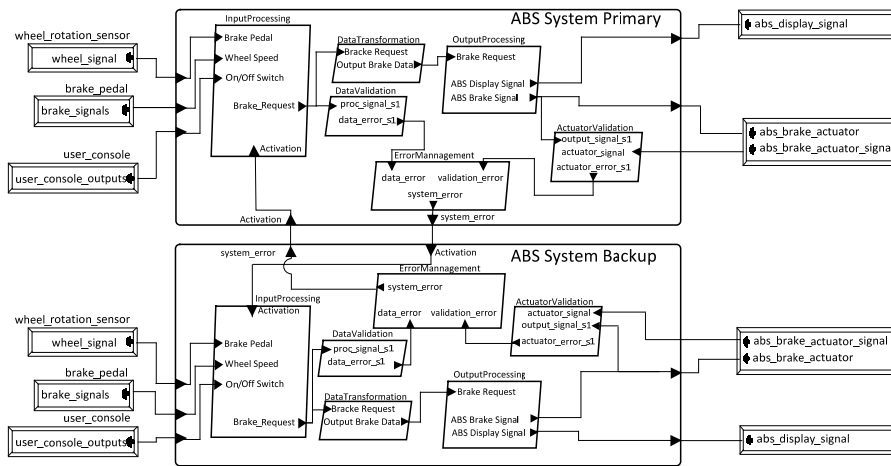 ABS System Primary
InputProcessing
wheel_rotation_sensor
wheel_signal
brake_pedal
brake_signals
user_console
user_console_outputs
Brake Pedal
Wheel Speed
On/Off Switch
Brake_Request
Activation
DataTransformation
Bracke Request
Output Brake Data
DataValidation
proc_signal_s1
data_error_s1
OutputProcessing
Brake Request
ABS Display Signal
ABS Brake Signal
ActuatorValidation
output_signal_s1
actuator_signal
actuator_error_s1
ErrorMannagement
data_error
validation_error
system_error
system_error
Activation
abs_display_signal
abs_brake_actuator
abs_brake_actuator_signal
ABS System Backup
system_error
Activation
ErrorMannagement
system_error
data_error
validation_error
InputProcessing
Activation
wheel_rotation_sensor
wheel_signal
brake_pedal
brake_signals
user_console
user_console_outputs
Brake Pedal
Wheel Speed
On/Off Switch
Brake_Request
DataValidation
proc_signal_s1
data_error_s1
DataTransformation
Bracke Request
Output Brake Data
ActuatorValidation
actuator_signal
output_signal_s1
actuator_error_s1
OutputProcessing
Brake Request
ABS Brake Signal
ABS Display Signal
abs_brake_actuator_signal
abs_brake_actuator
abs_display_signal